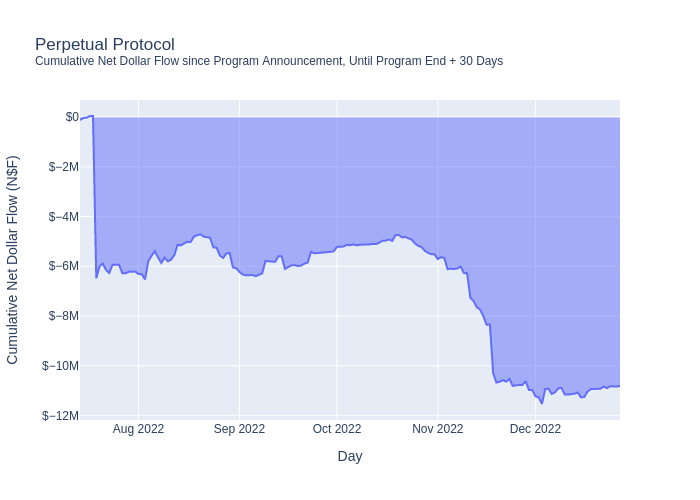 Perpetual Protocol
Cumulative Net Dollar Flow since Program Announcement, Until Program End + 30 Days
Cumulative Net Dollar Flow (N$F)
$0
$−2M
$−4M
$−6M
$−8M
$−10M
$−12M
Aug 2022
Sep 2022
Oct 2022
Nov 2022
Dec 2022
Day